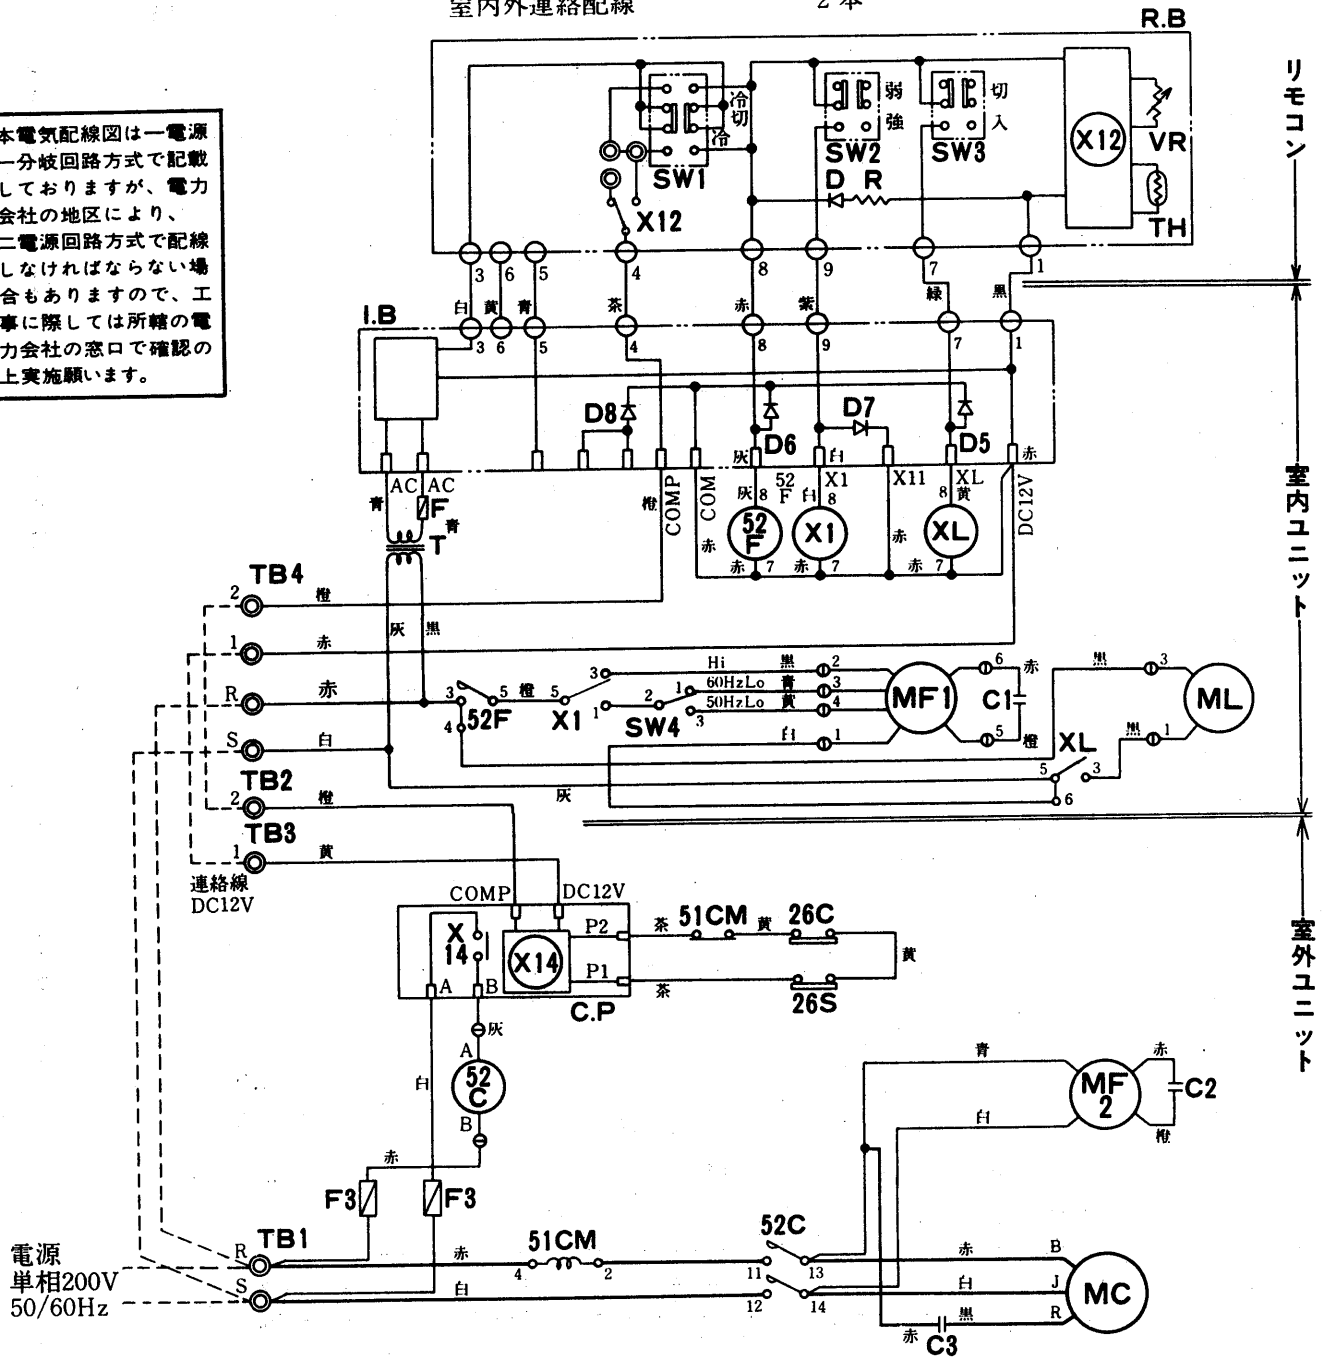 室内外連絡配線 2本
R.B
本電気配線図は一電源
一分岐回路方式で記載
しておりますが、電力
会社の地区により、
二電源回路方式で配線
しなければならない場
合もありますので、工
事に際しては所轄の電
力会社の窓口で確認の
上実施願います。
リモコン
冷
切
冷
SW1
弱
強
SW2
切
入
SW3
X12
VR
TH
D R
X12
3 6 5 4 8 9 7 1
白 黄 青 茶 赤 紫 緑 黒
I.B
3 6 5 4 8 9 7 1
D8 D6 D7 D5
灰 白 赤
AC AC
青
F
青
T
橙
COMP
COM
赤
灰 8 52F
白 8 X1
X11
赤
XL
8 黄
DC12V
52F
X1
XL
赤 7 赤 7 赤 7
室内ユニット
TB4
2 橙
灰 黒
1 赤
R 赤
S 白
3 5 橙
4
52F
5 3
1
X1
2 1
3
SW4
Hi 黒 2
60HzLo 青 3
50HzLo 黄 4
白 1
MF1
6 赤
C1
5 橙
黒 3
ML
黒 1
XL
5 3
6
灰
TB2
2 橙
TB3
1 黄
連絡線
DC12V
COMP DC12V
X14
X14
P2
P1
A B
C.P
茶 51CM 黄 26C
黄
茶 26S
室外ユニット
灰
A
52C
B
白
赤
F3 F3
青
白
MF2
赤
C2
橙
電源
単相200V
50/60Hz
TB1
R
S
赤
51CM
4 2
白
52C
11 13
12 14
赤 B
白 J
黒 R
赤 C3
MC